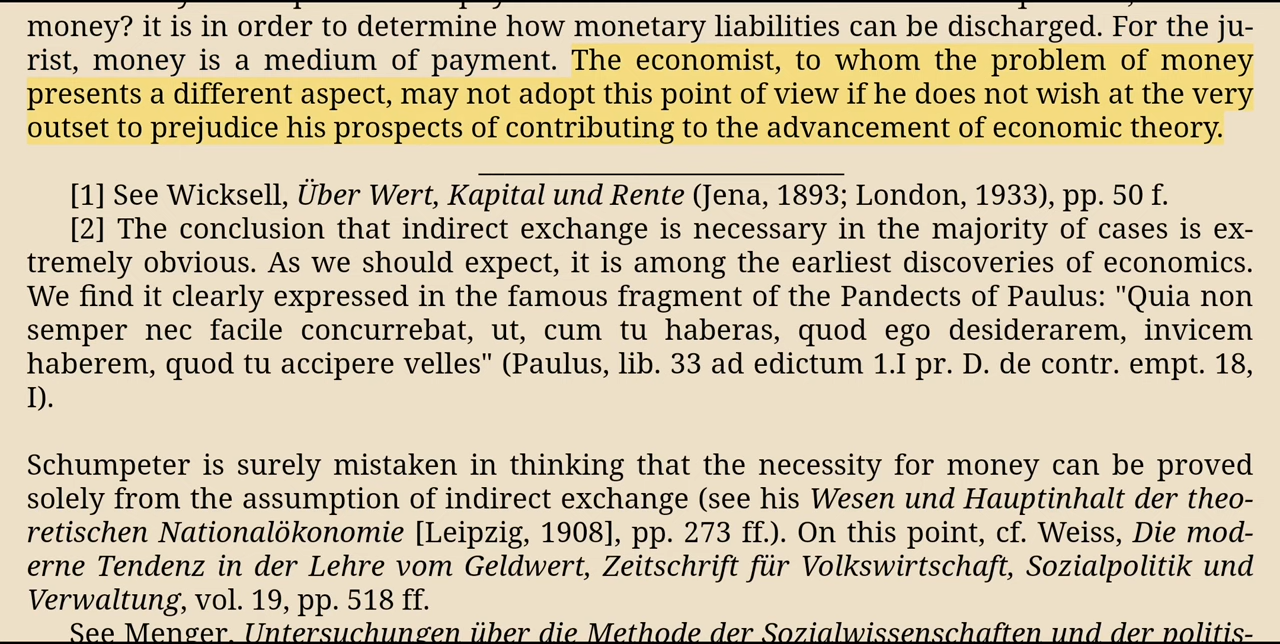 money? it is in order to determine how monetary liabilities can be discharged. For the ju-
rist, money is a medium of payment. The economist, to whom the problem of money
presents a different aspect, may not adopt this point of view if he does not wish at the very
outset to prejudice his prospects of contributing to the advancement of economic theory.
[1] See Wicksell, Über Wert, Kapital und Rente (Jena, 1893; London, 1933), pp. 50 f.
[2] The conclusion that indirect exchange is necessary in the majority of cases is ex-
tremely obvious. As we should expect, it is among the earliest discoveries of economics.
We find it clearly expressed in the famous fragment of the Pandects of Paulus: "Quia non
semper nec facile concurrebat, ut, cum tu haberas, quod ego desiderarem, invicem
haberem, quod tu accipere velles" (Paulus, lib. 33 ad edictum 1.I pr. D. de contr. empt. 18,
I).
Schumpeter is surely mistaken in thinking that the necessity for money can be proved
solely from the assumption of indirect exchange (see his Wesen und Hauptinhalt der theo-
retischen Nationalökonomie [Leipzig, 1908], pp. 273 ff.). On this point, cf. Weiss, Die mod-
erne Tendenz in der Lehre vom Geldwert, Zeitschrift für Volkswirtschaft, Sozialpolitik und
Verwaltung, vol. 19, pp. 518 ff.
See Menger, Untersuchungen über die Methode der Sozialwissenschaften und der politis-